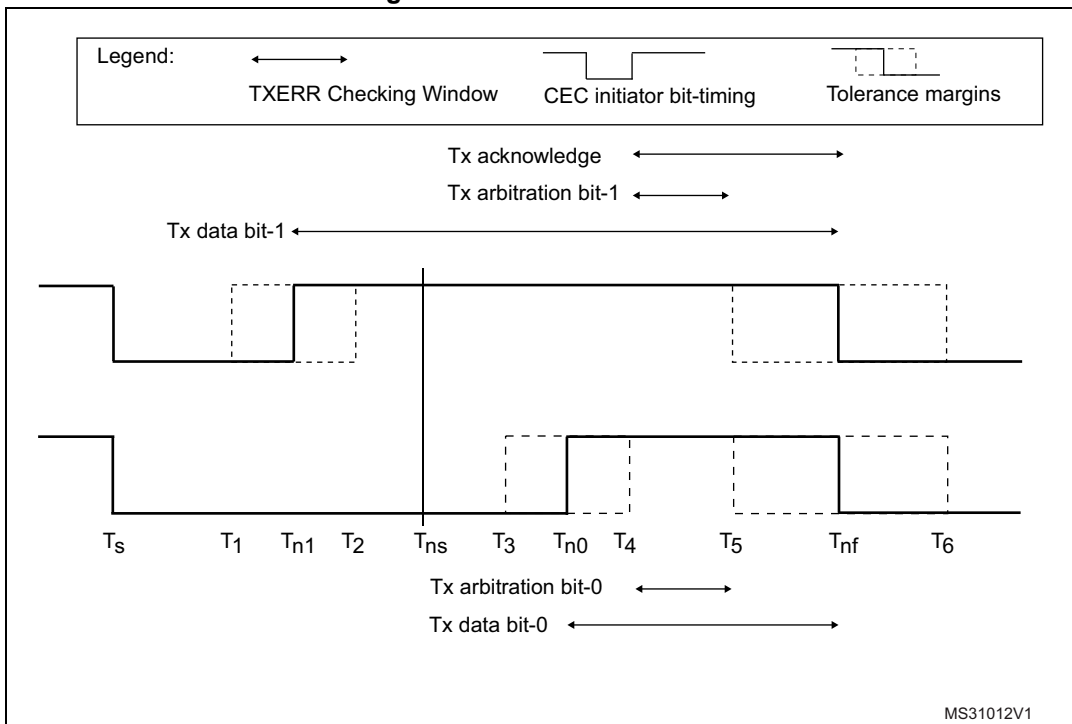 Legend:
TXERR Checking Window
CEC initiator bit-timing
Tolerance margins
Tx acknowledge
Tx arbitration bit-1
Tx data bit-1
Ts T1 Tn1 T2 Tns T3 Tn0 T4 T5 Tnf T6
Tx arbitration bit-0
Tx data bit-0
MS31012V1